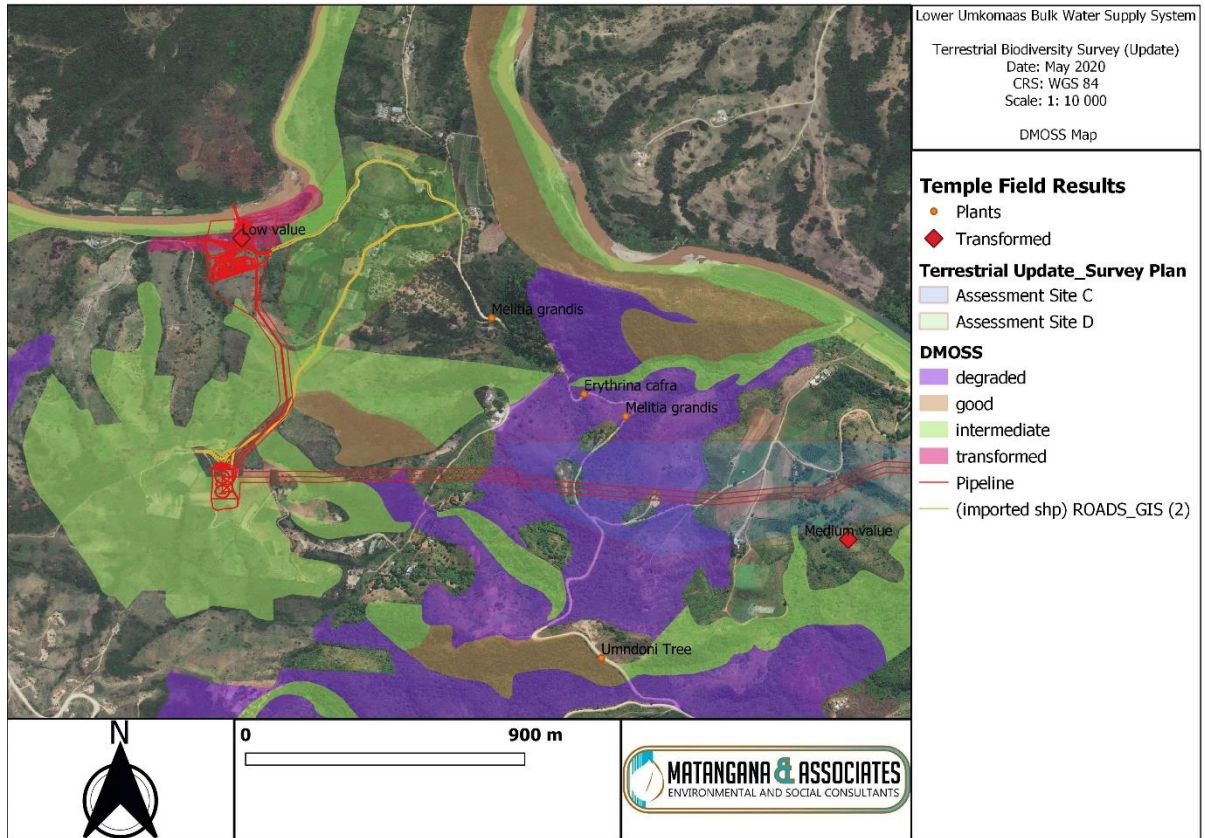 Lower Umkomaas Bulk Water Supply System
Terrestrial Biodiversity Survey (Update)
Date: May 2020
CRS: WGS 84
Scale: 1: 10 000
DMOSS Map
Temple Field Results
Plants
Transformed
Terrestrial Update_Survey Plan
Assessment Site C
Assessment Site D
DMOSS
degraded
good
intermediate
transformed
Pipeline
(imported shp) ROADS_GIS (2)
Low value
Melitia grandis
Erythrina cafra
Melitia grandis
Medium value
Umndoni Tree
N
0 900 m
MATANGANA & ASSOCIATES
ENVIRONMENTAL AND SOCIAL CONSULTANTS